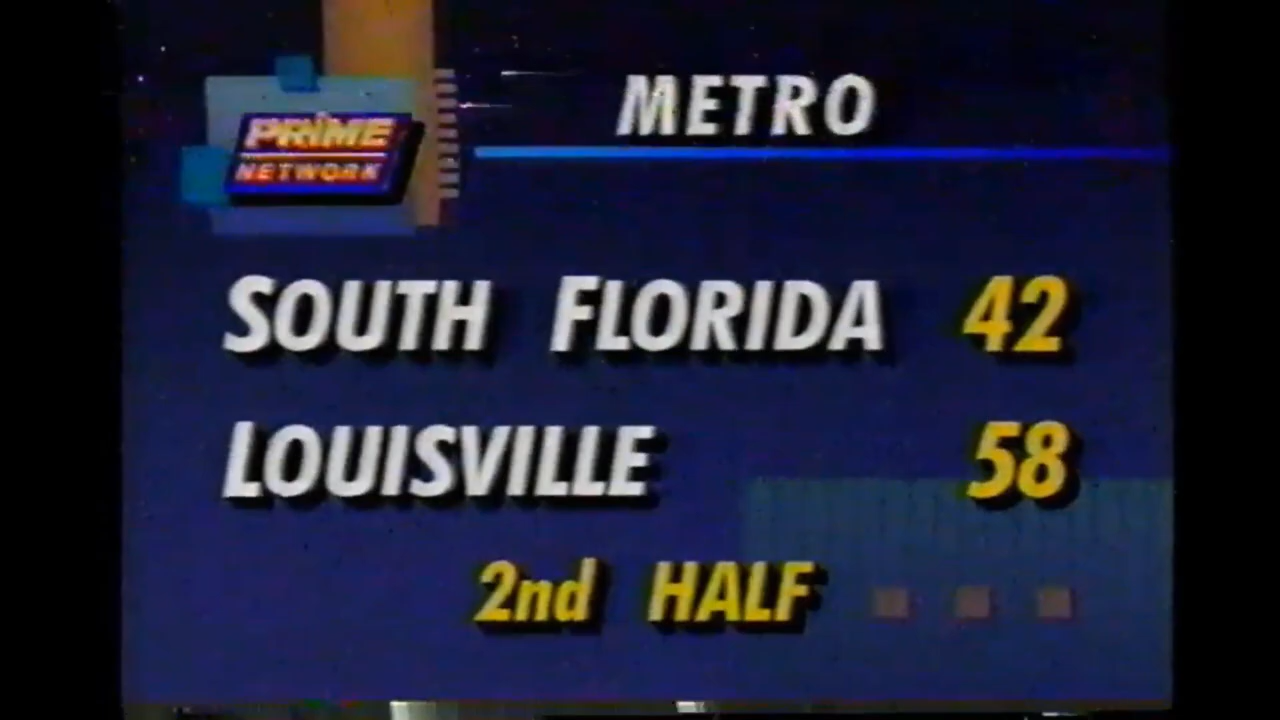 PRIME
NETWORK
METRO
SOUTH FLORIDA 42
LOUISVILLE 58
2nd HALF